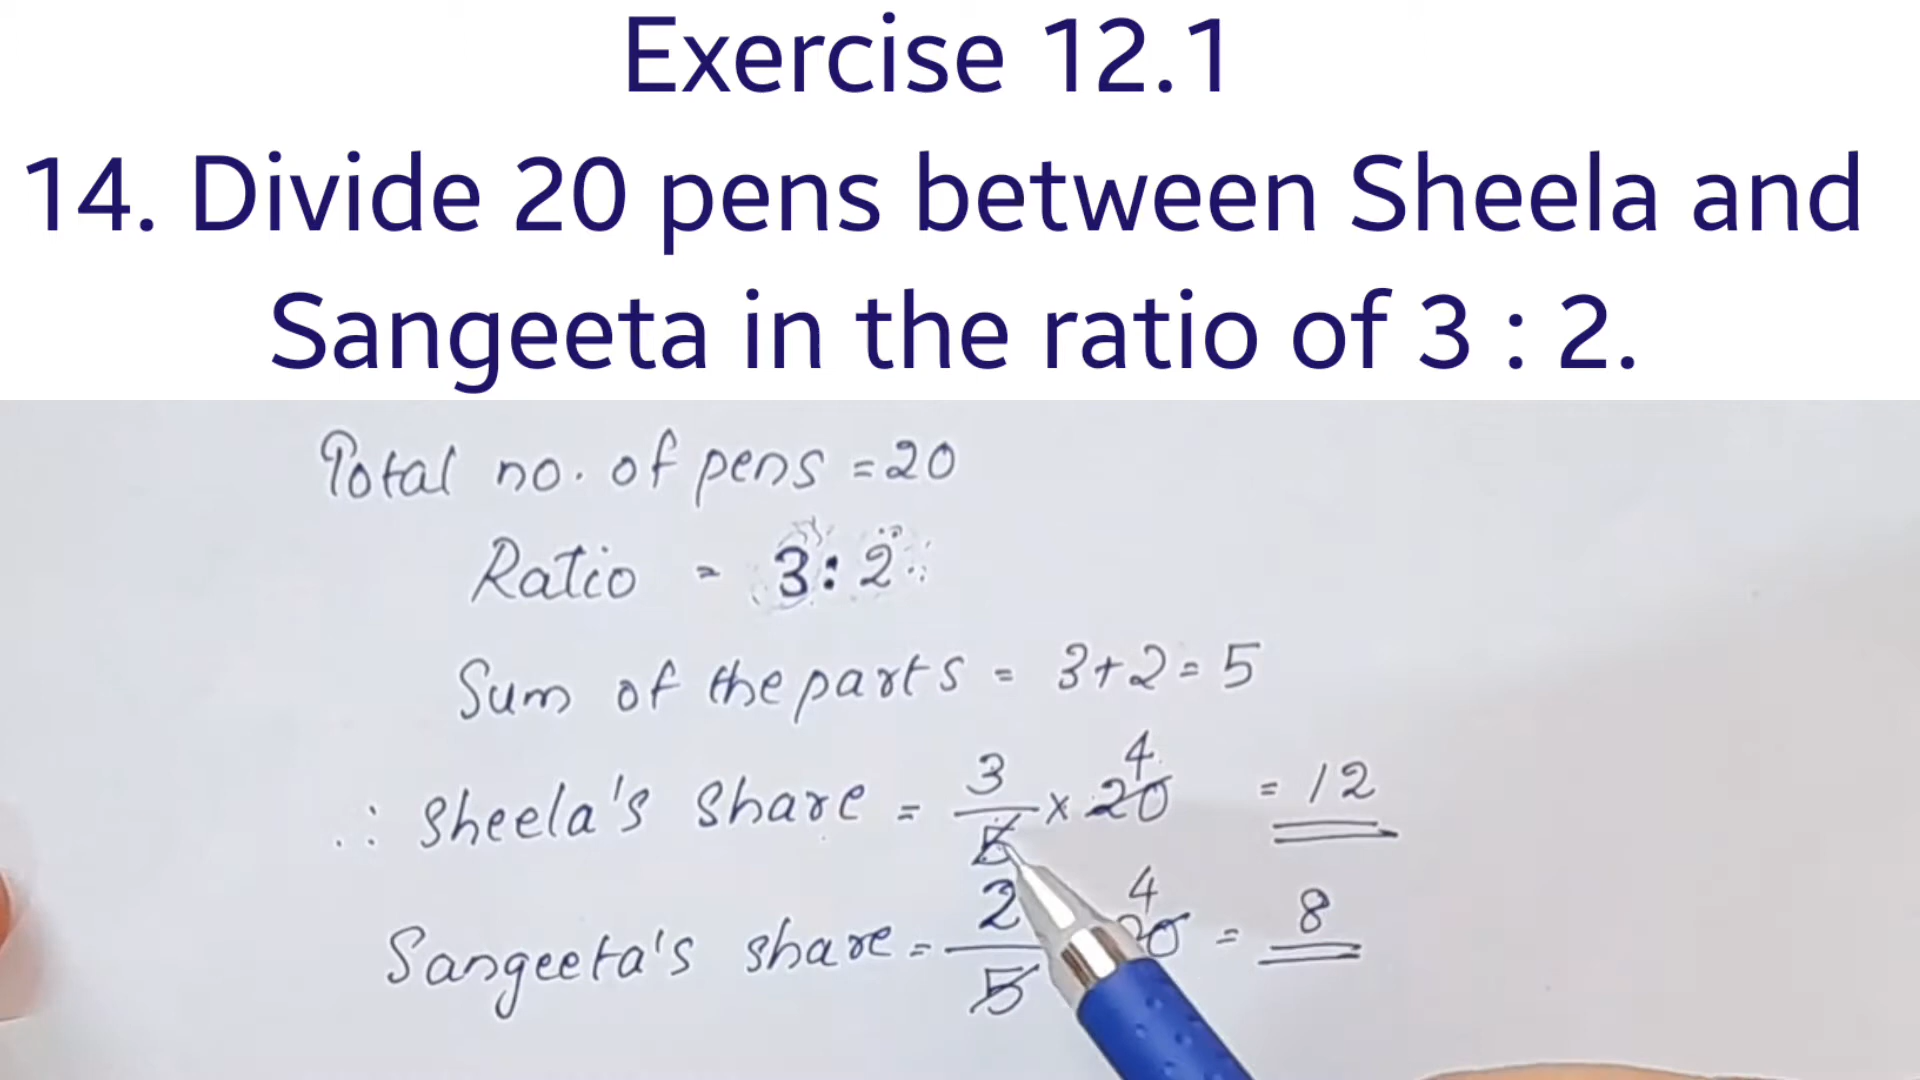 Exercise 12.1
14. Divide 20 pens between Sheela and
Sangeeta in the ratio of 3 : 2.
Total no. of pens = 20
Ratio = 3 : 2
Sum of the parts = 3+2 = 5
∴ Sheela's share = 3/5 × 20 4 = 12
Sangeeta's share = 2/5 20 4 = 8